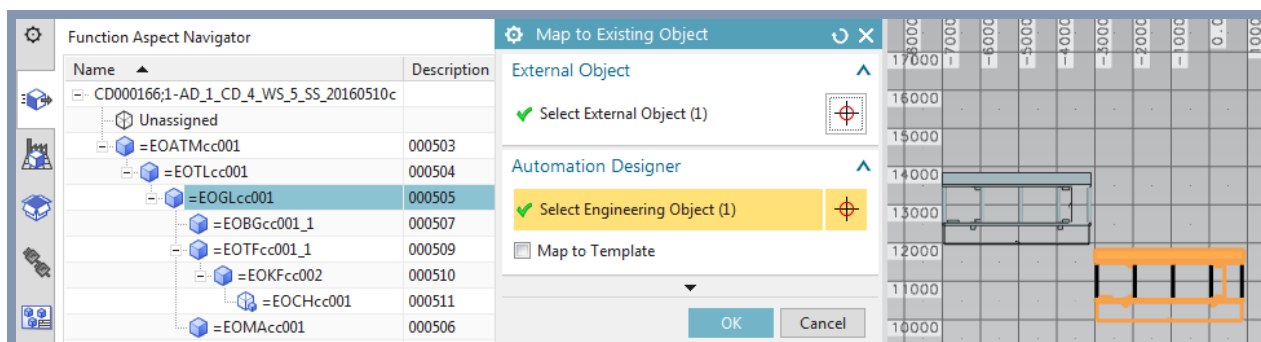 Function Aspect Navigator
Name Description
CD000166;1-AD_1_CD_4_WS_5_SS_20160510c
Unassigned
=EOATMcc001 000503
=EOTLcc001 000504
=EOGLcc001 000505
=EOBGcc001_1 000507
=EOTFcc001_1 000509
=EOKFcc002 000510
=EOCHcc001 000511
=EOMAcc001 000506
Map to Existing Object
External Object
Select External Object (1)
Automation Designer
Select Engineering Object (1)
Map to Template
OK Cancel
-8000 -7000 -6000 -5000 -4000 -3000 -2000 -1000 0.0
17000
16000
15000
14000
13000
12000
11000
10000